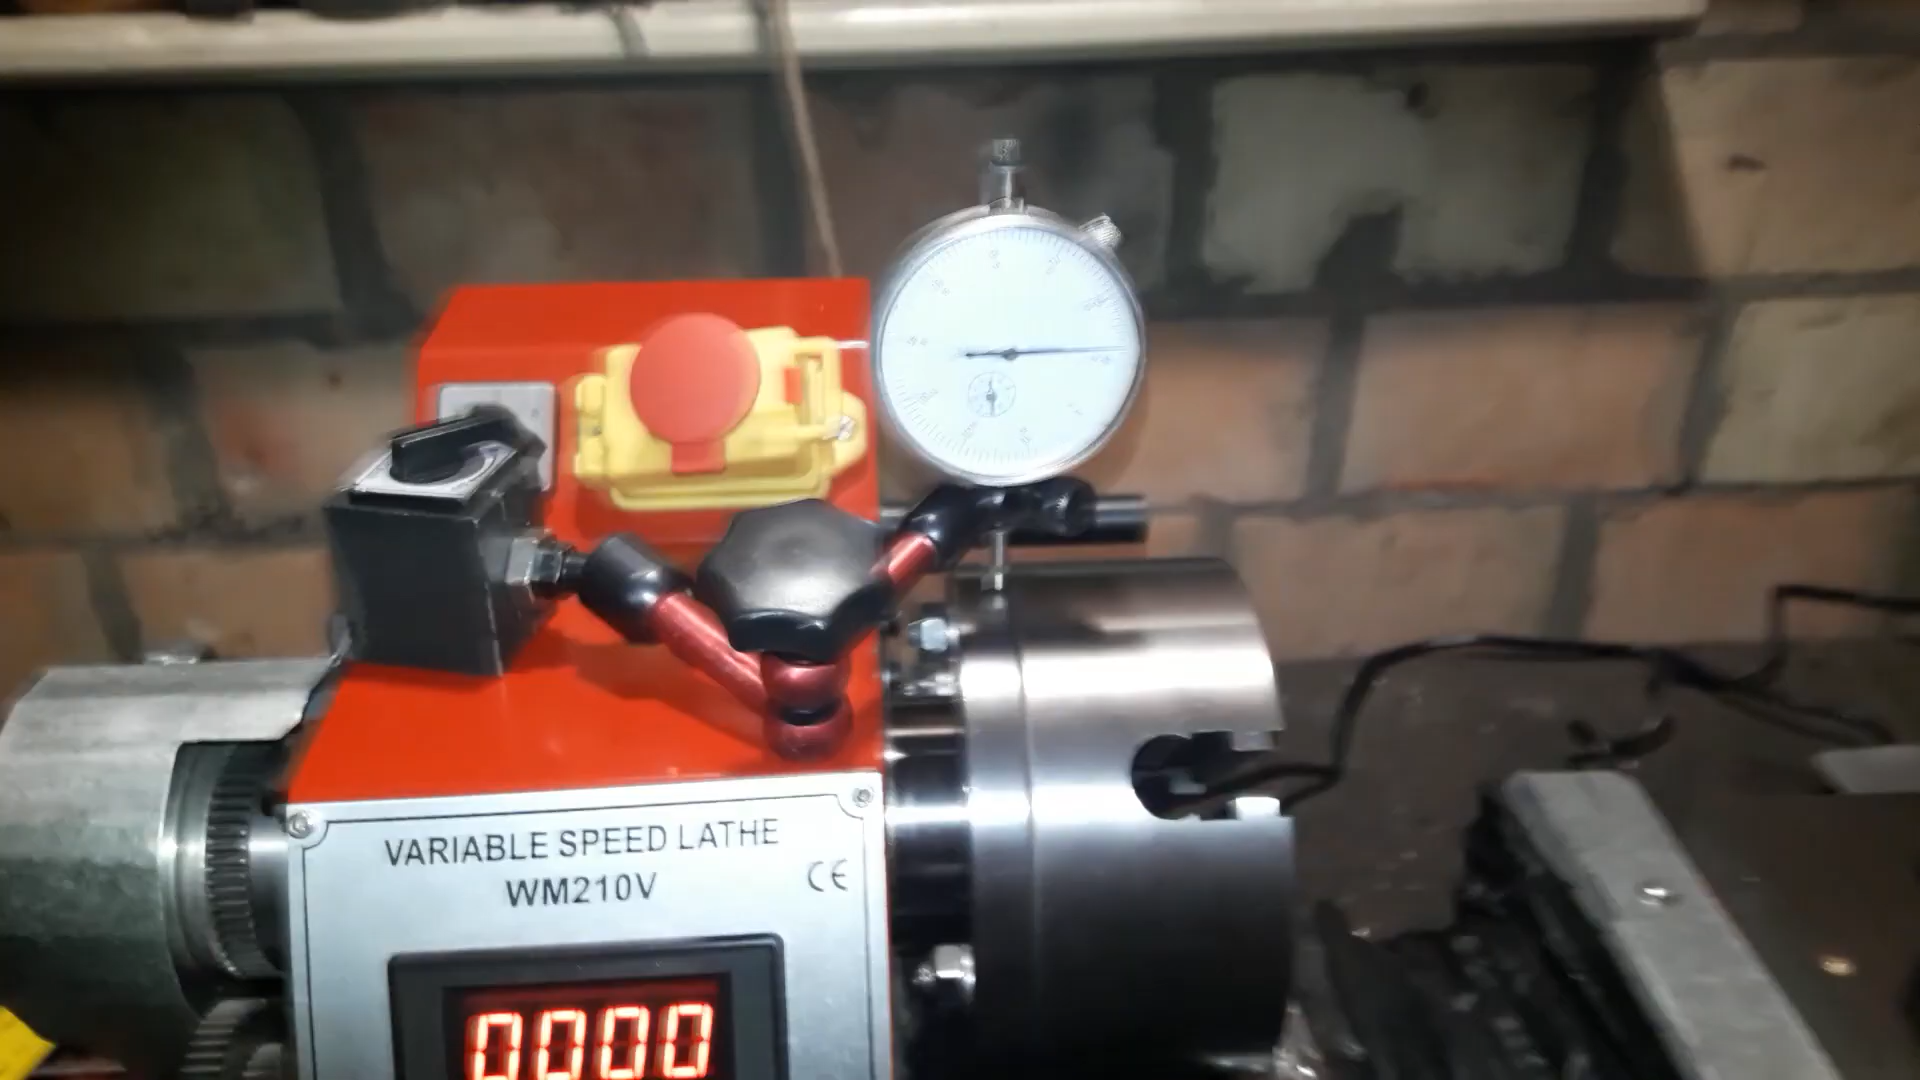 VARIABLE SPEED LATHE
WM210V
CE
0000